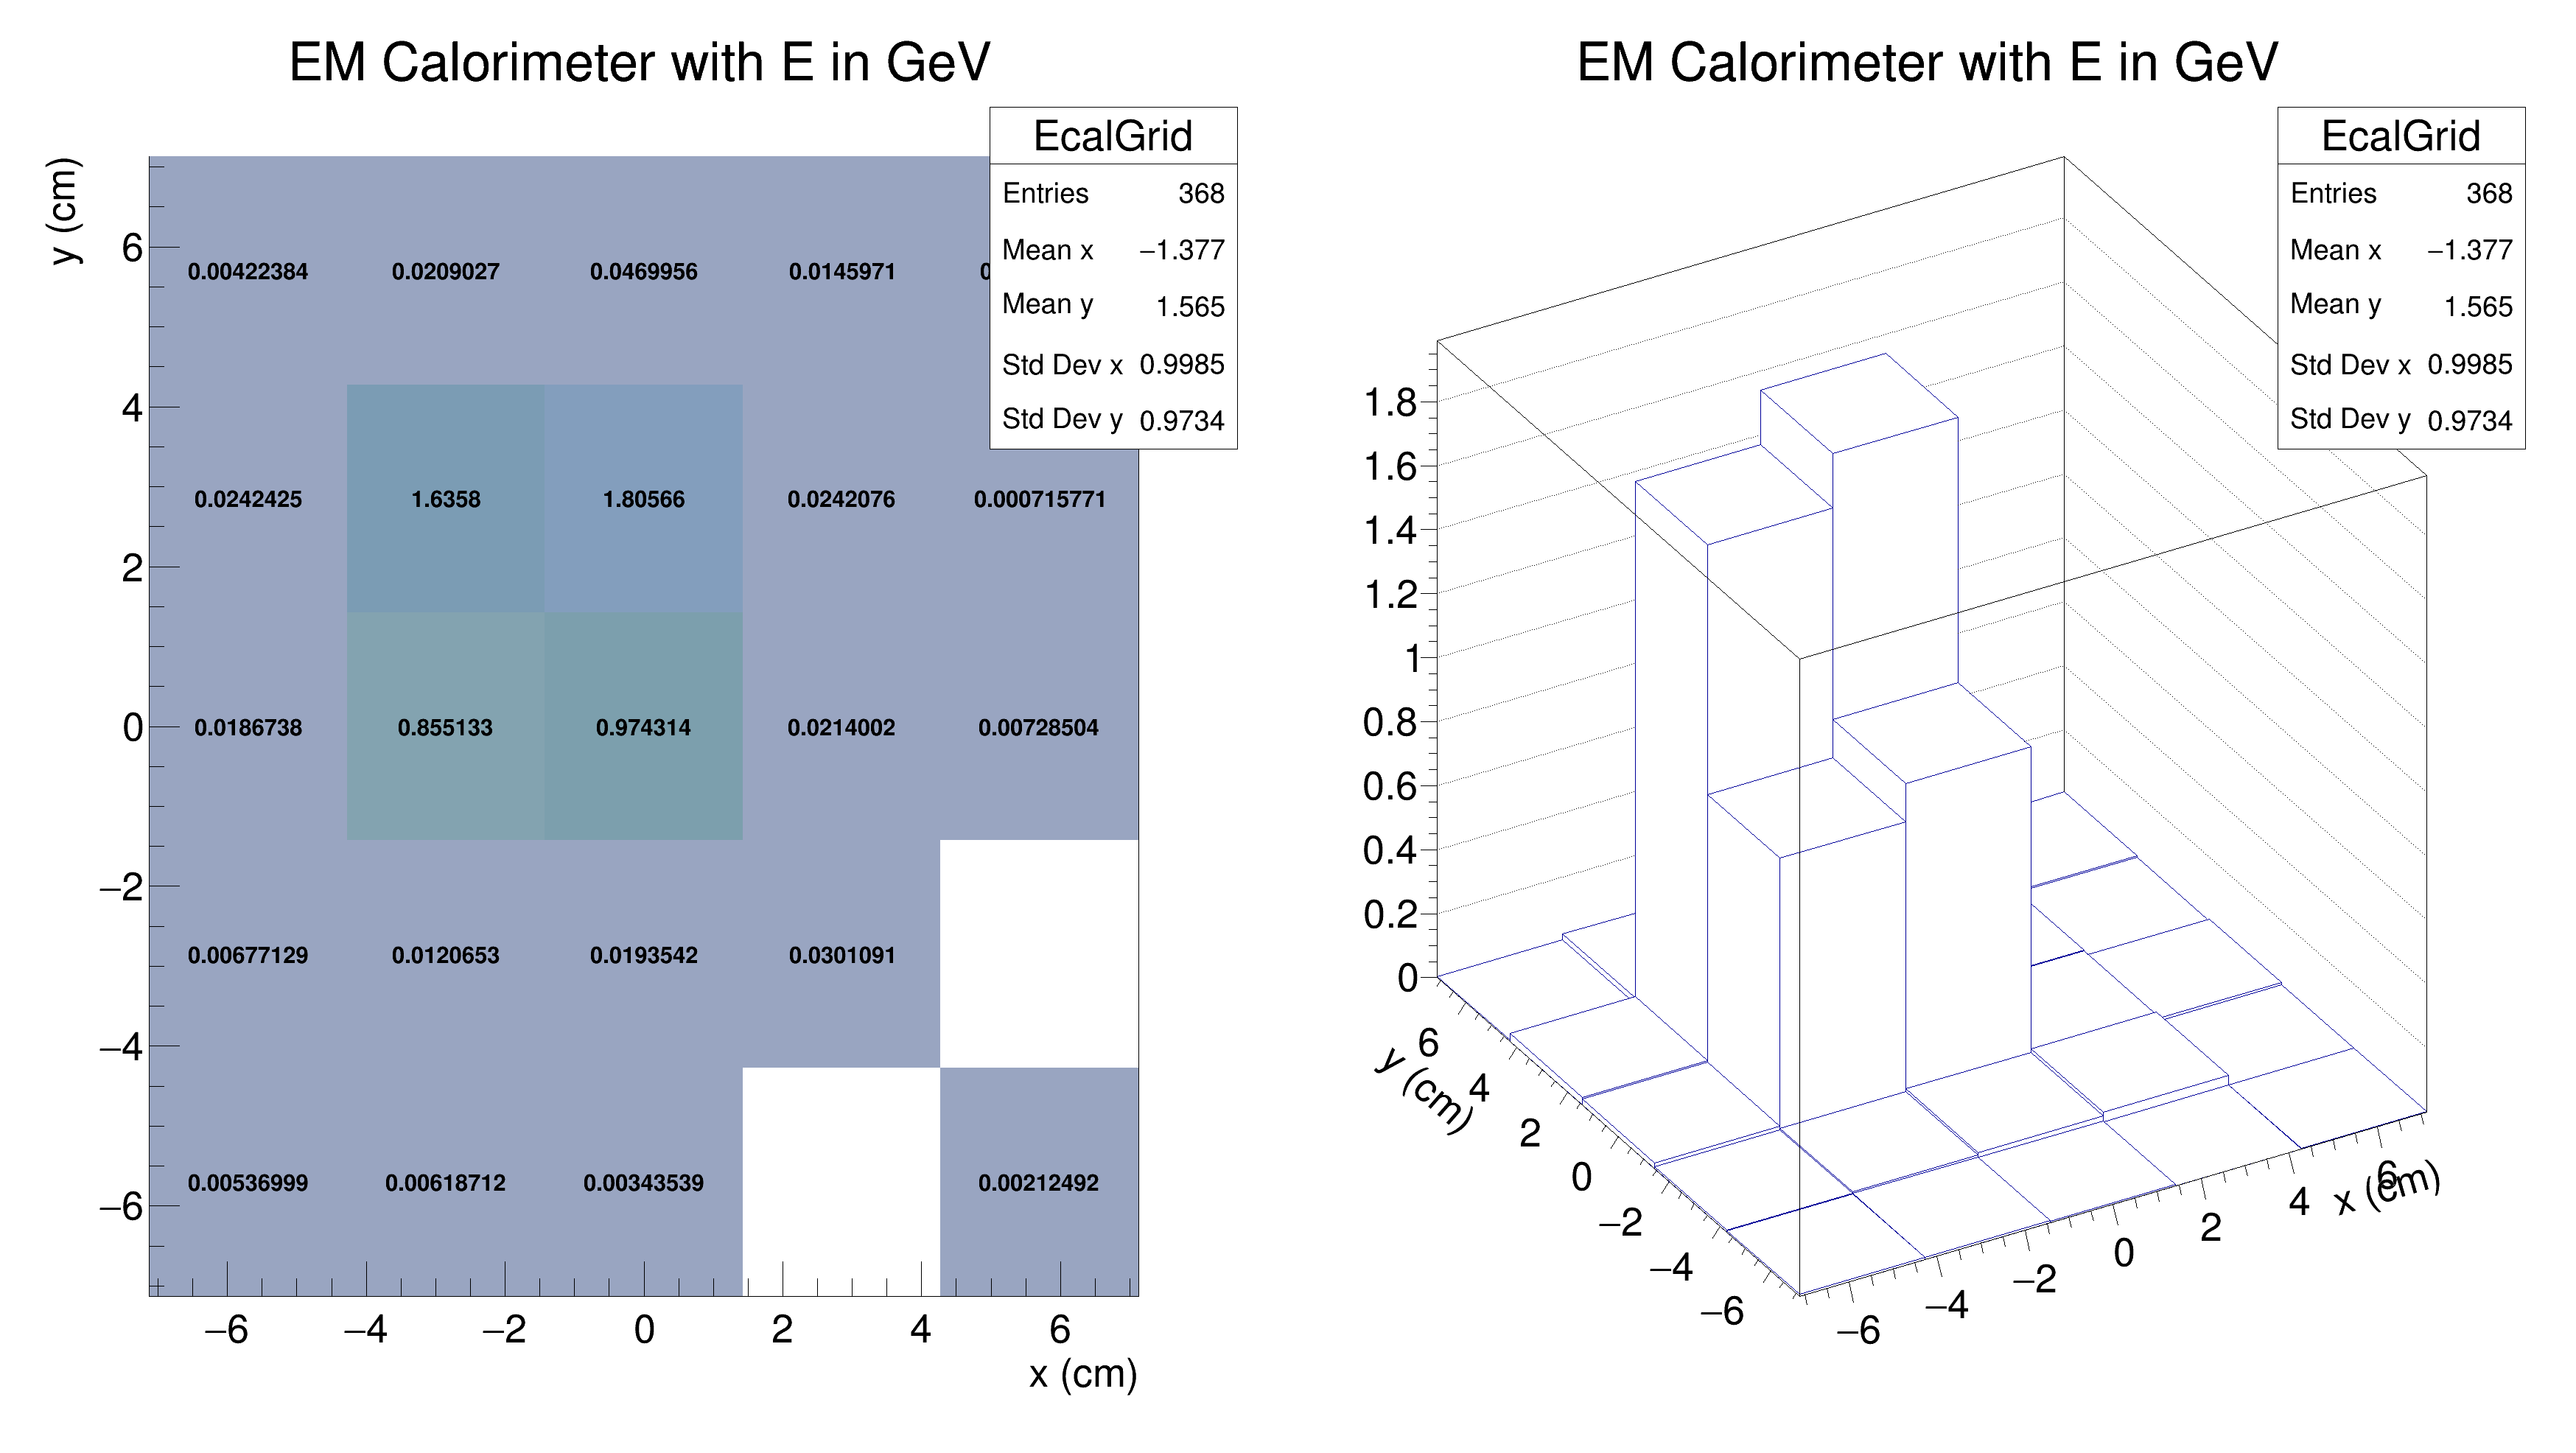 EM Calorimeter with E in GeV
EcalGrid
Entries 368
Mean x −1.377
Mean y 1.565
Std Dev x 0.9985
Std Dev y 0.9734
y (cm)
6
4
2
0
−2
−4
−6
0.00422384 0.0209027 0.0469956 0.0145971
0.0242425 1.6358 1.80566 0.0242076 0.000715771
0.0186738 0.855133 0.974314 0.0214002 0.00728504
0.00677129 0.0120653 0.0193542 0.0301091
0.00536999 0.00618712 0.00343539 0.00212492
−6 −4 −2 0 2 4 6
x (cm)
EM Calorimeter with E in GeV
EcalGrid
Entries 368
Mean x −1.377
Mean y 1.565
Std Dev x 0.9985
Std Dev y 0.9734
1.8
1.6
1.4
1.2
1
0.8
0.6
0.4
0.2
0
6
4
2
0
−2
−4
−6
y (cm)
−6
−4
−2
0
2
4
6
x (cm)